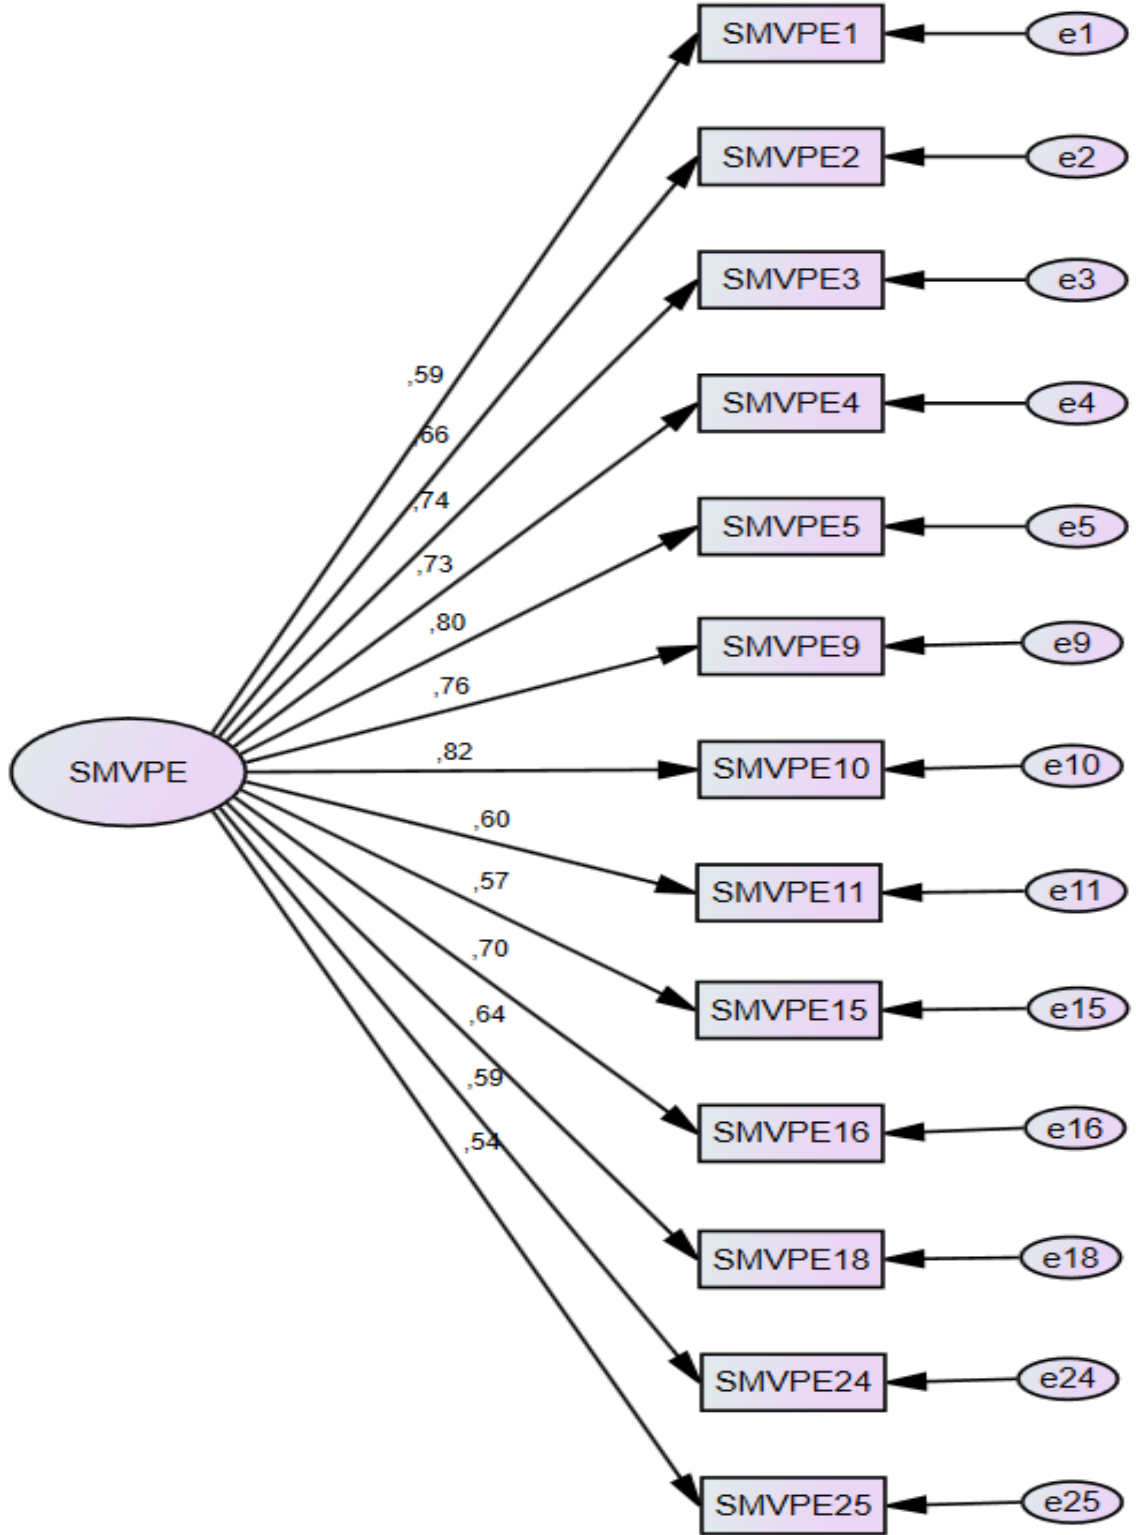 SMVPE1 e1
SMVPE2 e2
SMVPE3 e3
,59
SMVPE4 e4
,66
,74
SMVPE5 e5
,73
,80
SMVPE9 e9
,76
,82
SMVPE SMVPE10 e10
,60
,57
SMVPE11 e11
,70
SMVPE15 e15
,64
,59
SMVPE16 e16
,54
SMVPE18 e18
SMVPE24 e24
SMVPE25 e25